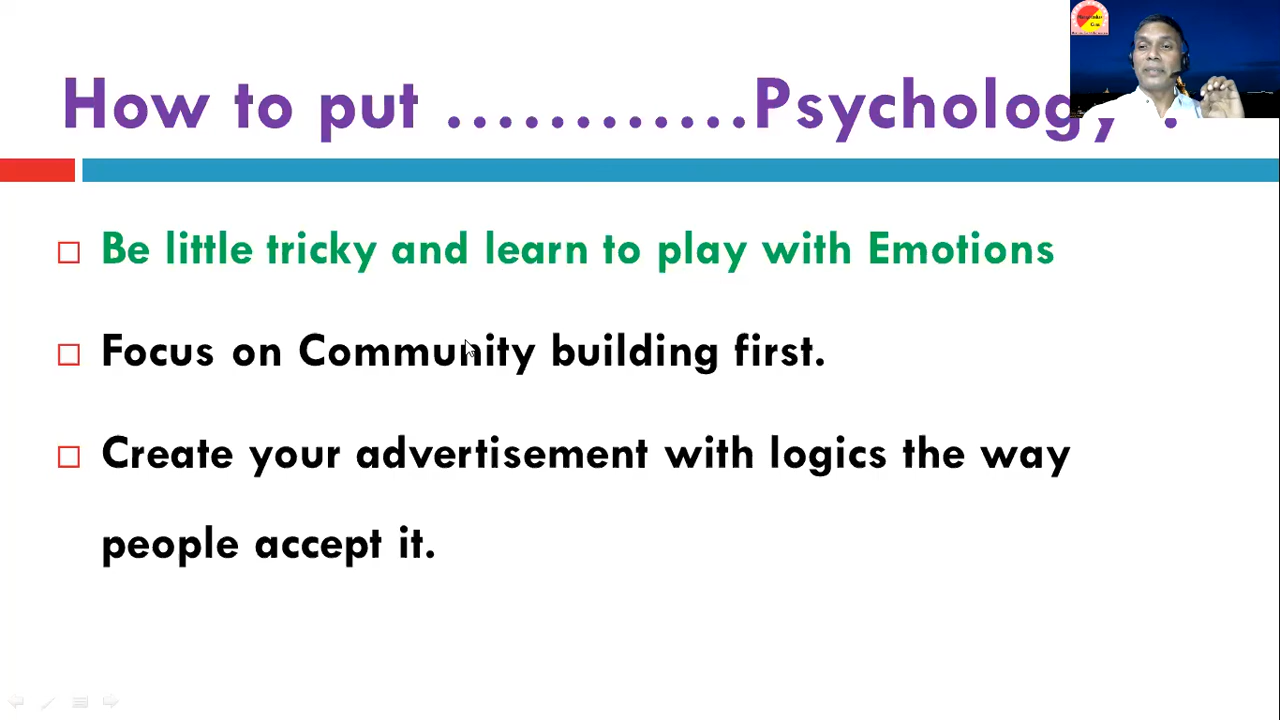 How to put ............Psychology
Be little tricky and learn to play with Emotions
Focus on Community building first.
Create your advertisement with logics the way
people accept it.